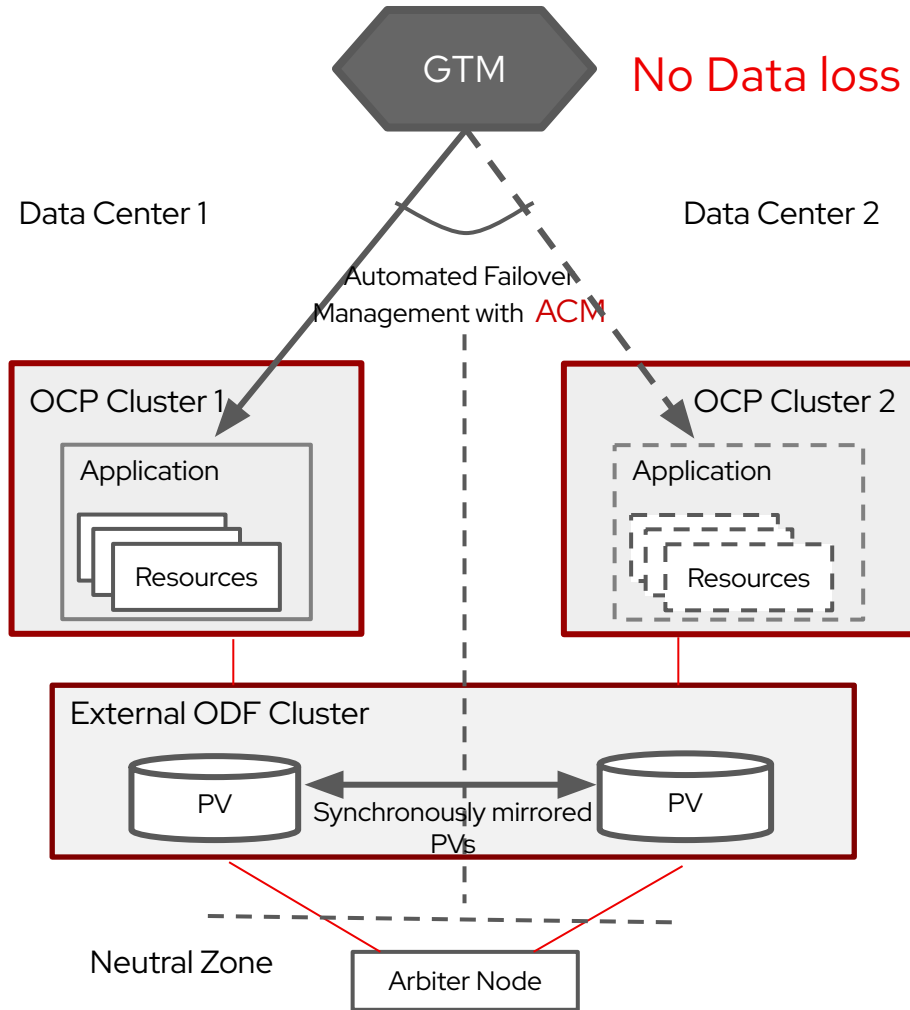 GTM
No Data loss
Data Center 1
Data Center 2
Automated Failover
Management with ACM
OCP Cluster 1
Application
Resources
OCP Cluster 2
Application
Resources
External ODF Cluster
PV
Synchronously mirrored
PVs
PV
Neutral Zone
Arbiter Node